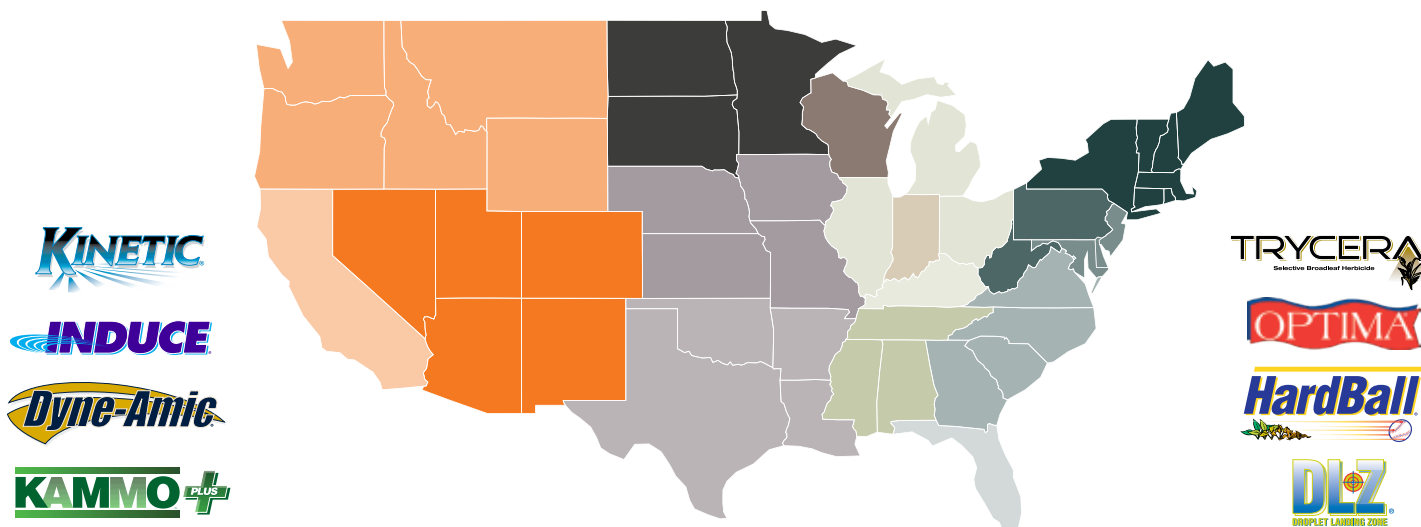 KINETIC®
INDUCE®
Dyne-Amic®
KAMMO PLUS
TRYCERA
Selective Broadleaf Herbicide
OPTIMA
HardBall®
DLZ®
DROPLET LANDING ZONE